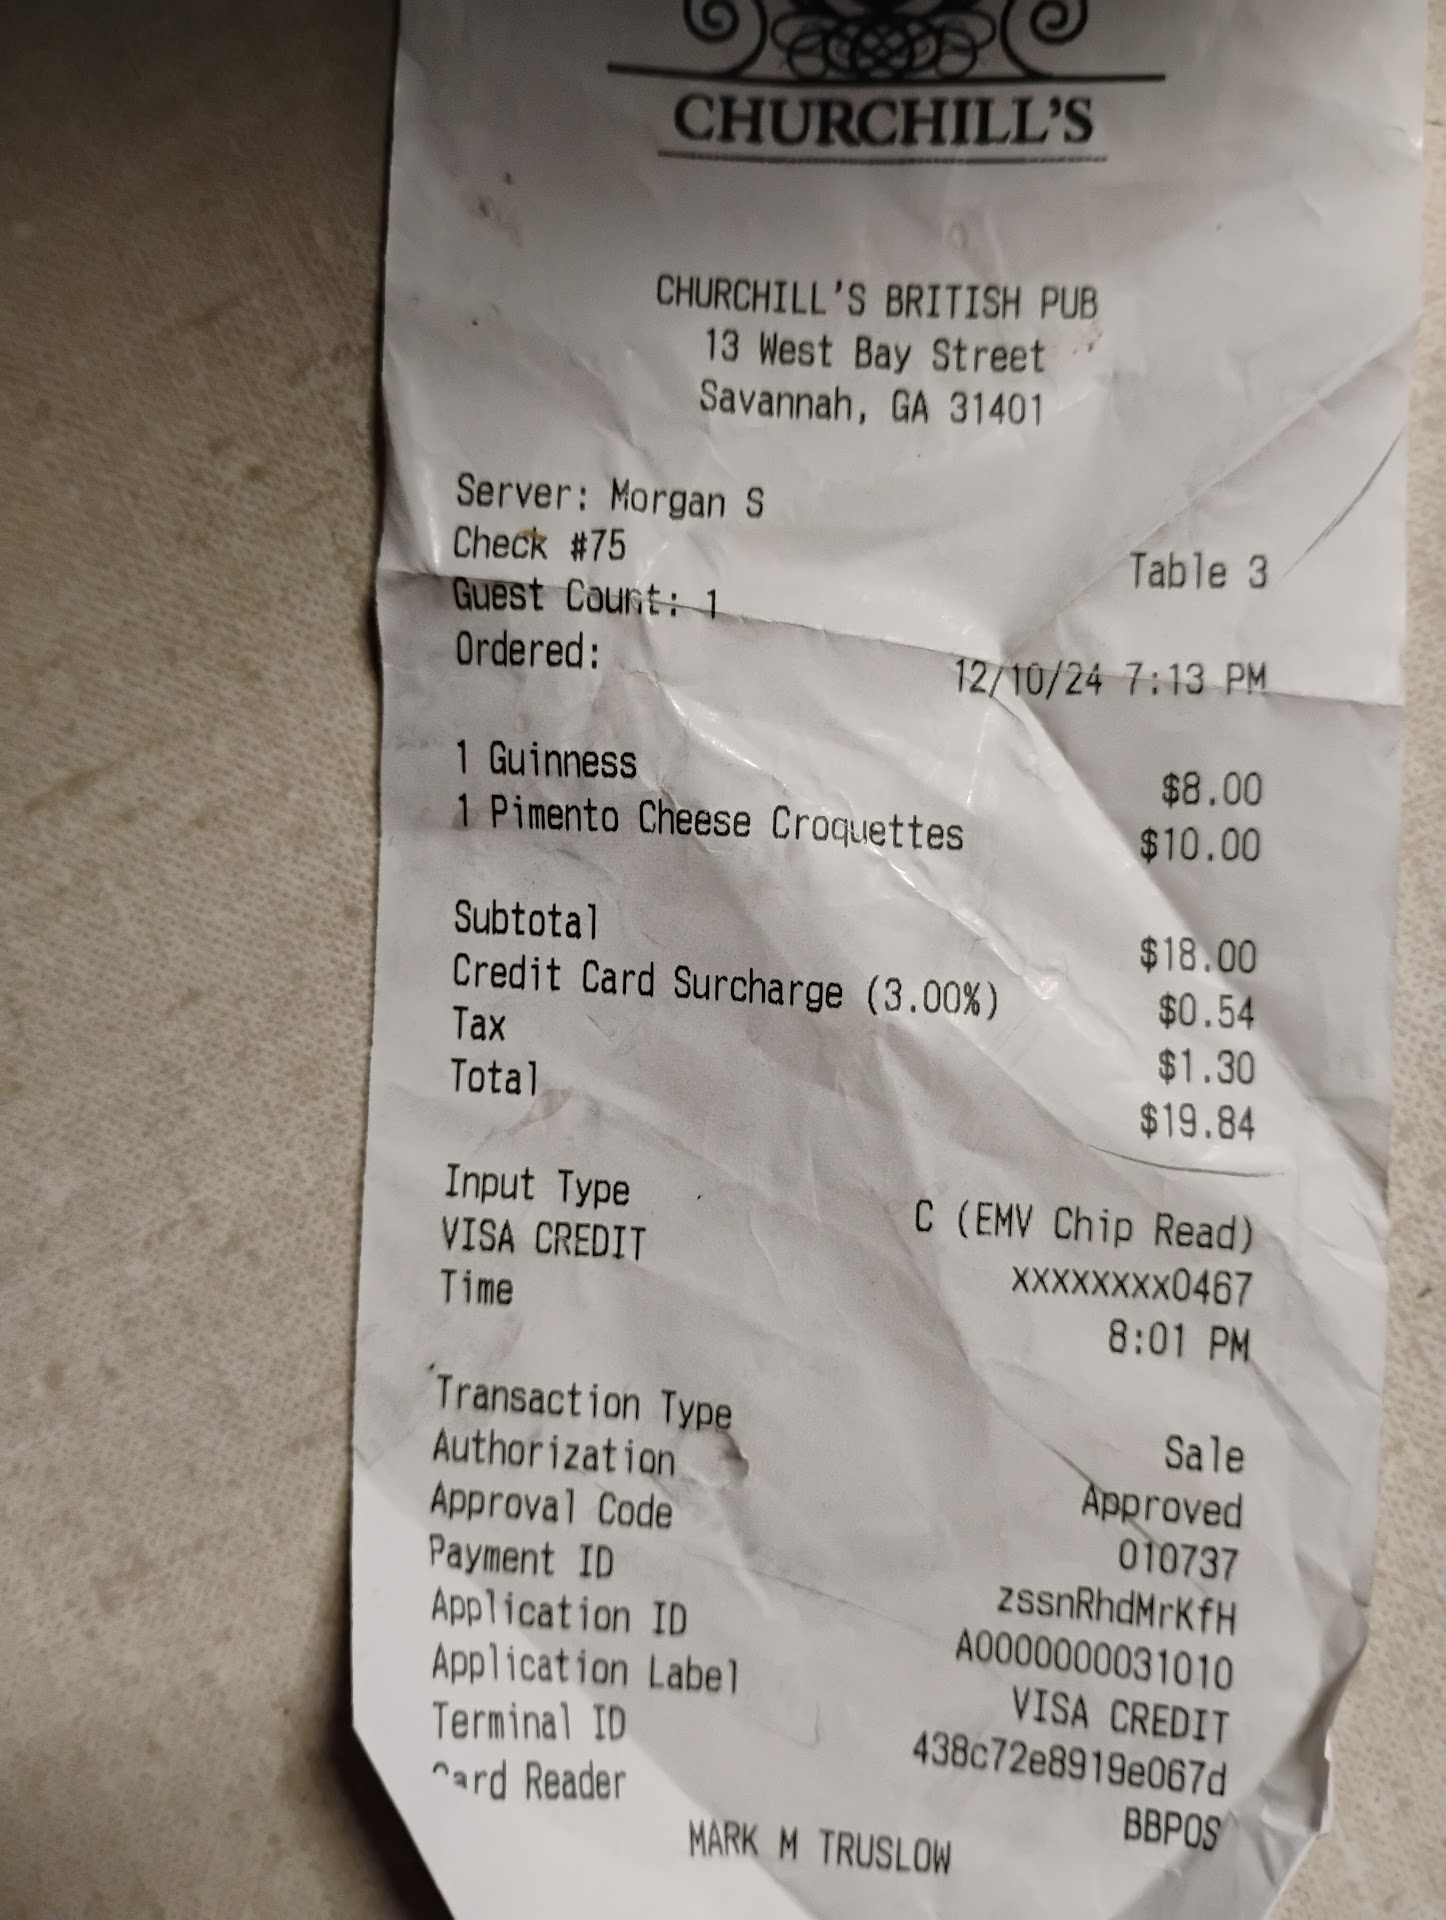 CHURCHILL'S
CHURCHILL'S BRITISH PUB
13 West Bay Street
Savannah, GA 31401
Server: Morgan S
Check #75 Table 3
Guest Count: 1
Ordered: 12/10/24 7:13 PM
1 Guinness $8.00
1 Pimento Cheese Croquettes $10.00
Subtotal $18.00
Credit Card Surcharge (3.00%) $0.54
Tax $1.30
Total $19.84
Input Type C (EMV Chip Read)
VISA CREDIT xxxxxxxx0467
Time 8:01 PM
Transaction Type Sale
Authorization Approved
Approval Code 010737
Payment ID zssnRhdMrKfH
Application ID A0000000031010
Application Label VISA CREDIT
Terminal ID 438c72e8919e067d
Card Reader BBPOS
MARK M TRUSLOW